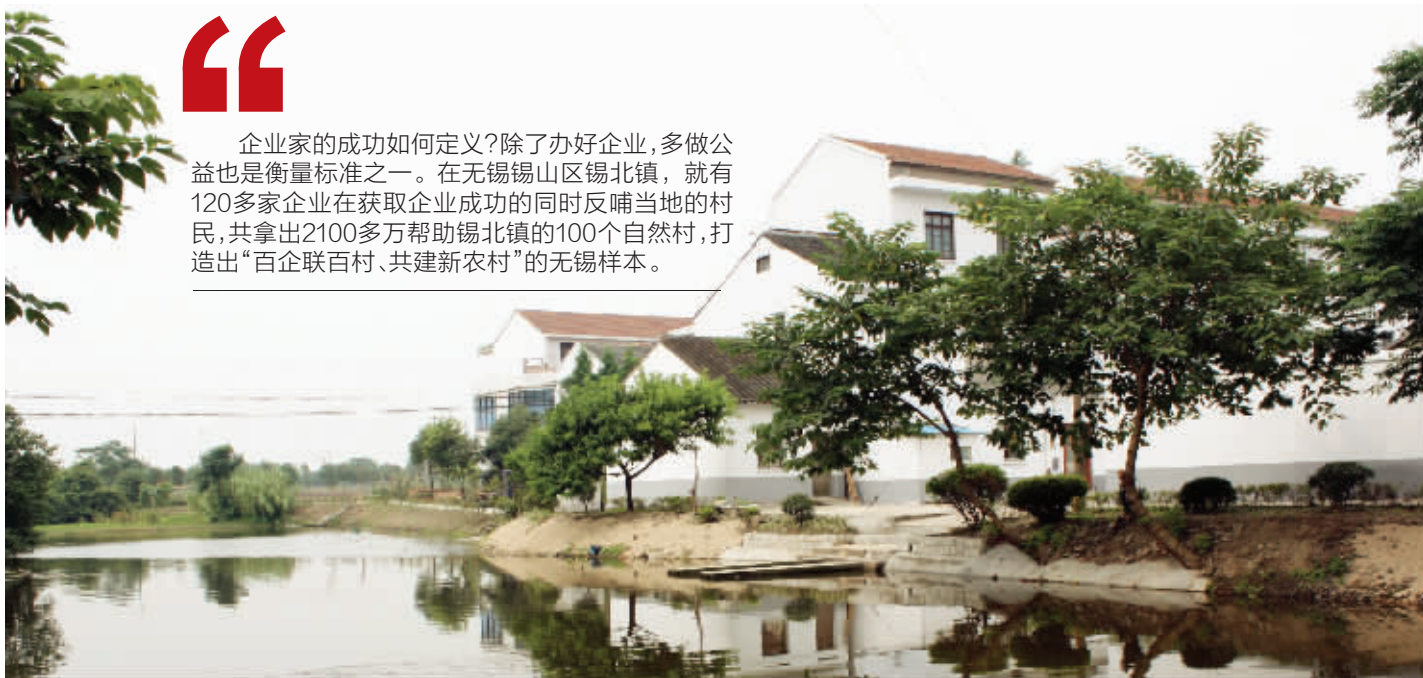 企业家的成功如何定义?除了办好企业,多做公
益也是衡量标准之一。在无锡锡山区锡北镇，就有
120多家企业在获取企业成功的同时反哺当地的村
民,共拿出2100多万帮助锡北镇的100个自然村,打
造出“百企联百村、共建新农村”的无锡样本。